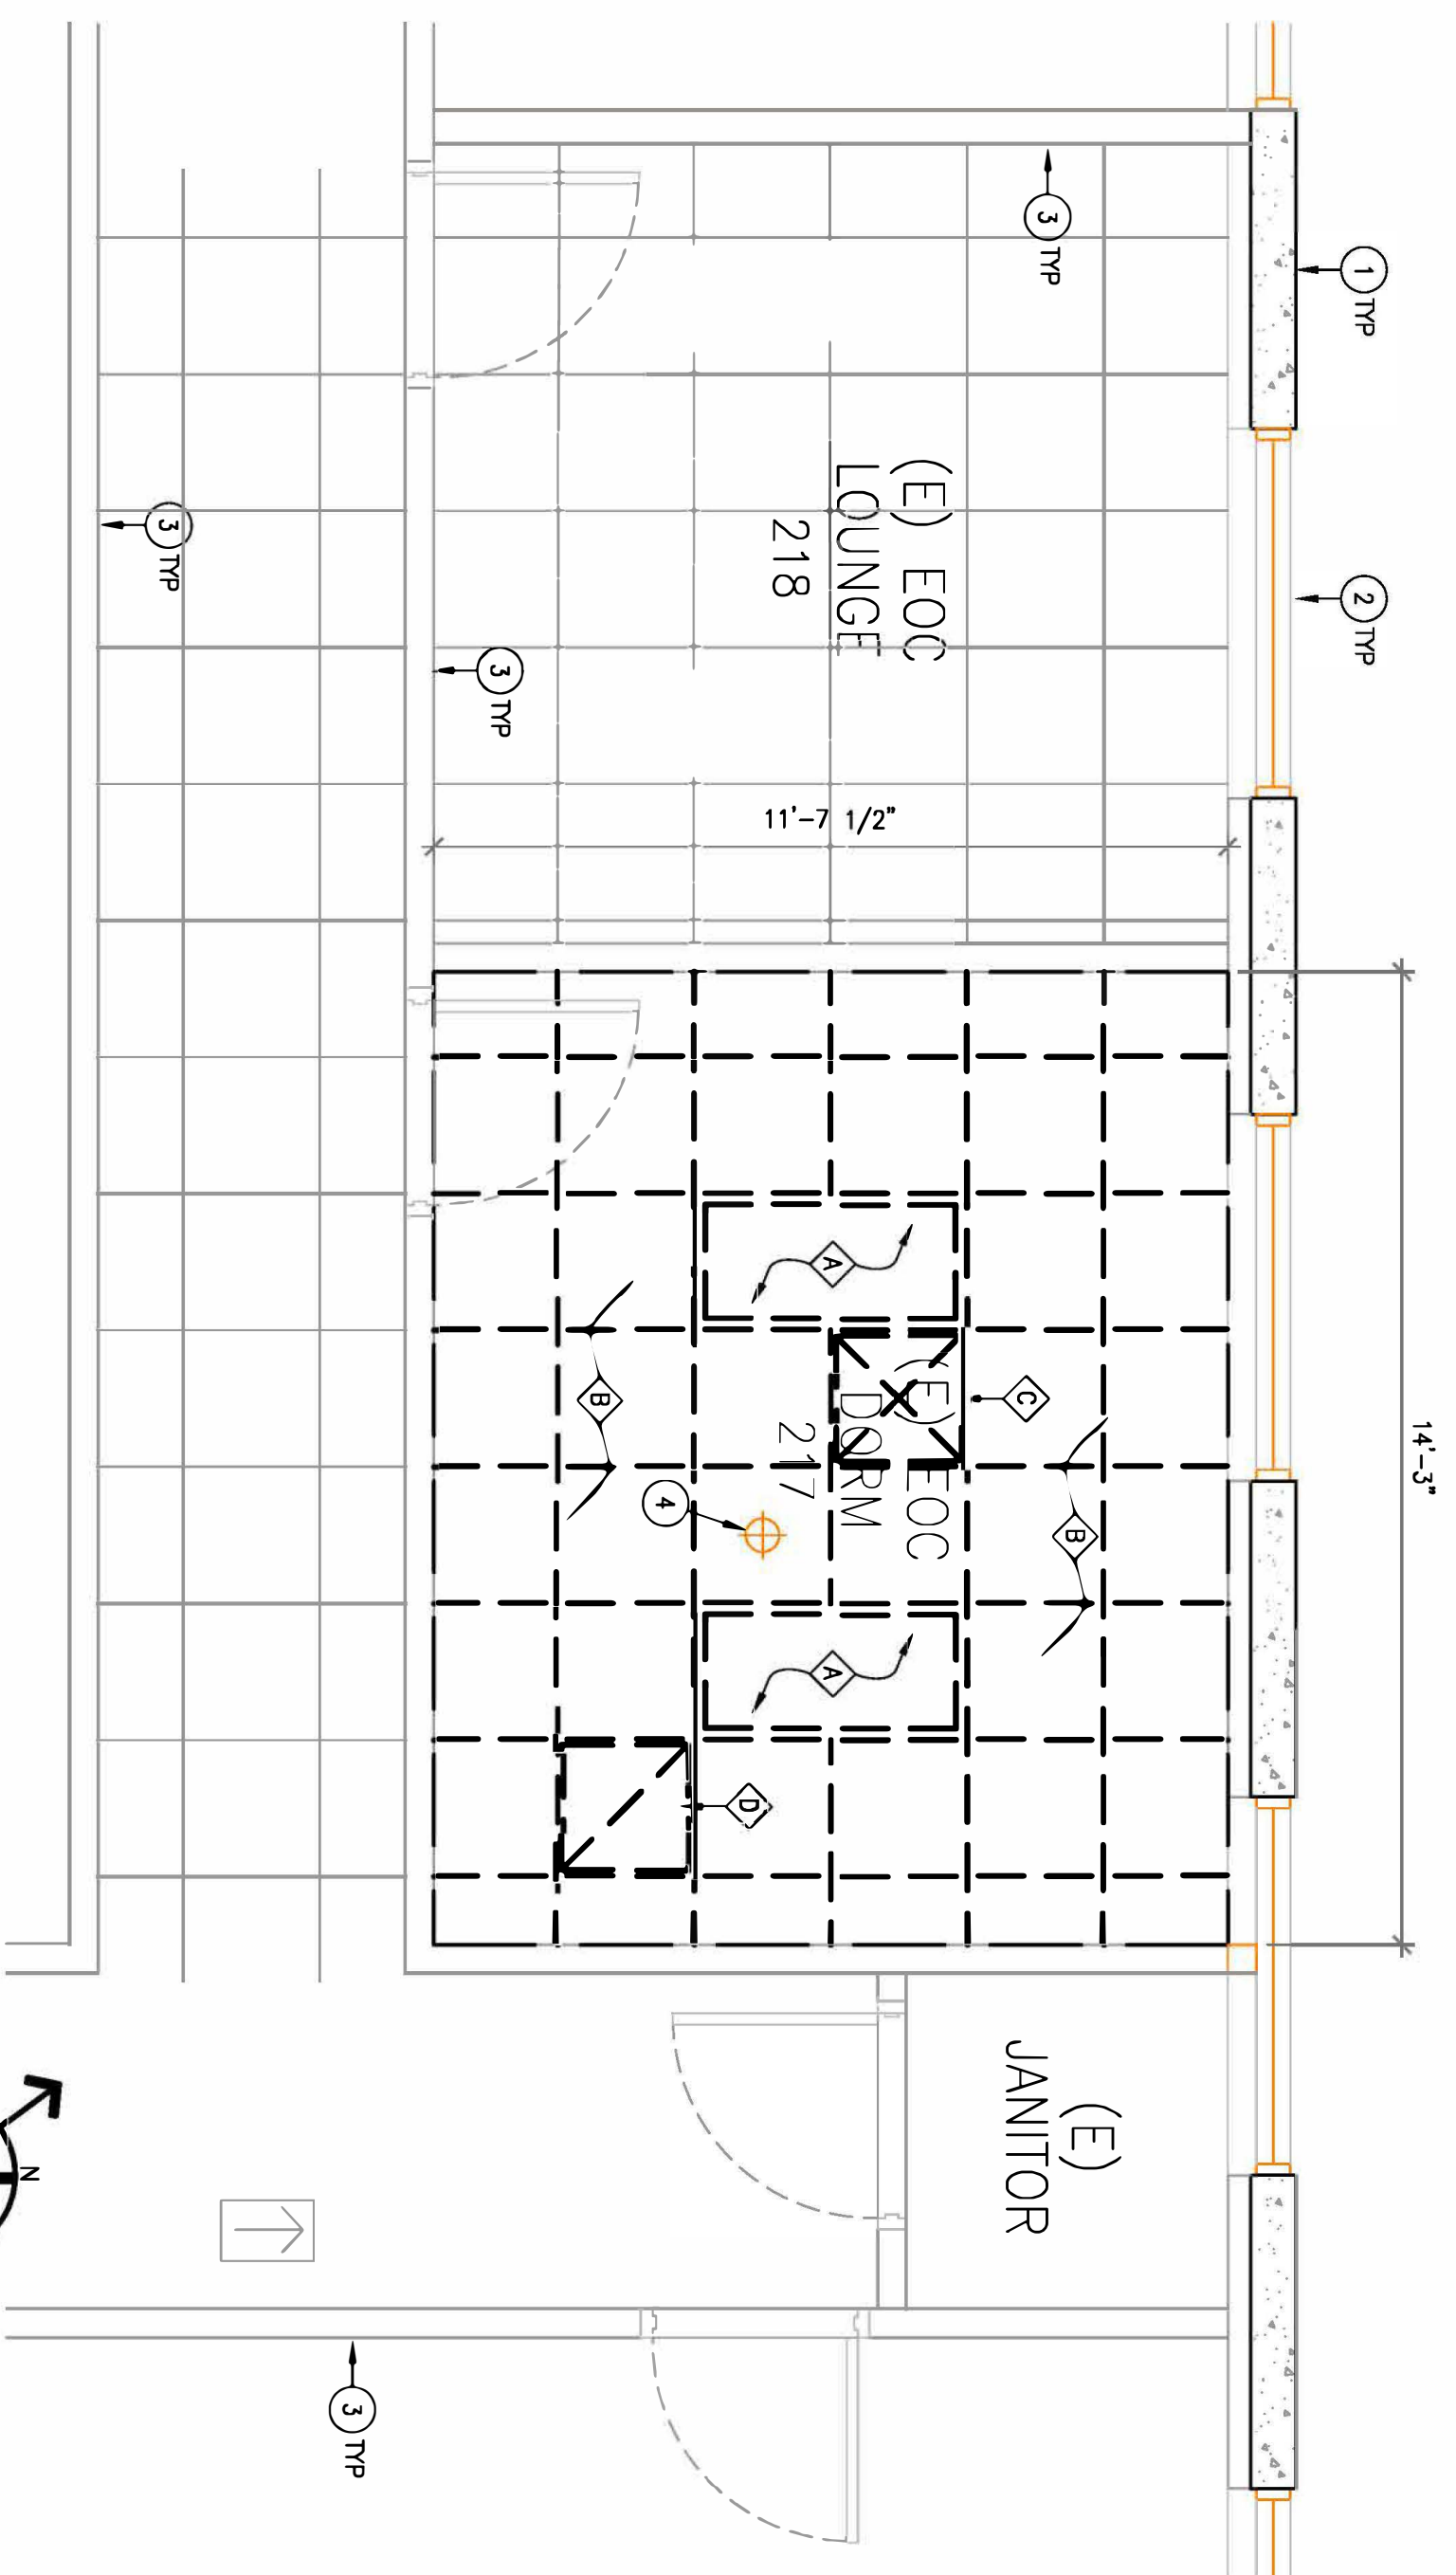 1 TYP
2 TYP
3 TYP
14'-3"
(E) EOC
LOUNGE
218
11'-7 1/2"
3 TYP
3 TYP
A
C
B
B
(E) EOC
DORM
217
4
A
D
(E)
JANITOR
N
3 TYP